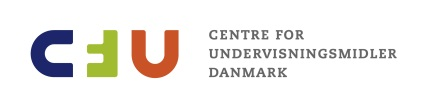 CFU
CENTRE FOR
UNDERVISNINGSMIDLER
DANMARK